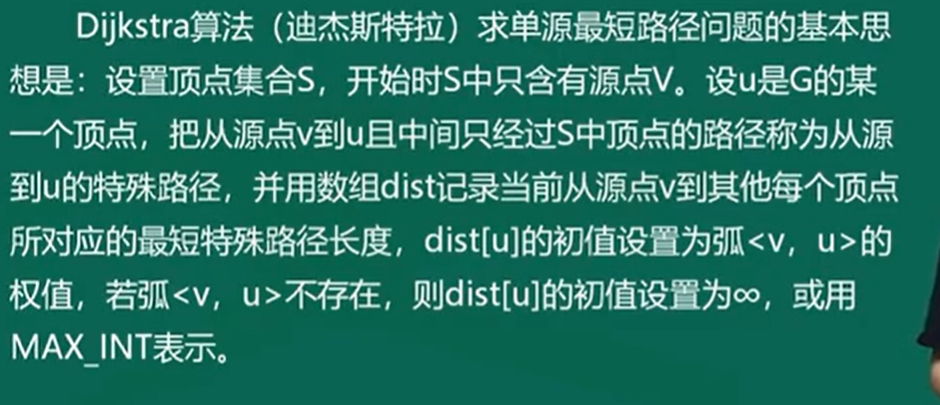 Dijkstra算法（迪杰斯特拉）求单源最短路径问题的基本思
想是：设置顶点集合S，开始时S中只含有源点V。设u是G的某
一个顶点，把从源点v到u且中间只经过S中顶点的路径称为从源
到u的特殊路径，并用数组dist记录当前从源点v到其他每个顶点
所对应的最短特殊路径长度，dist[u]的初值设置为弧<v，u>的
权值，若弧<v，u>不存在，则dist[u]的初值设置为∞，或用
MAX_INT表示。